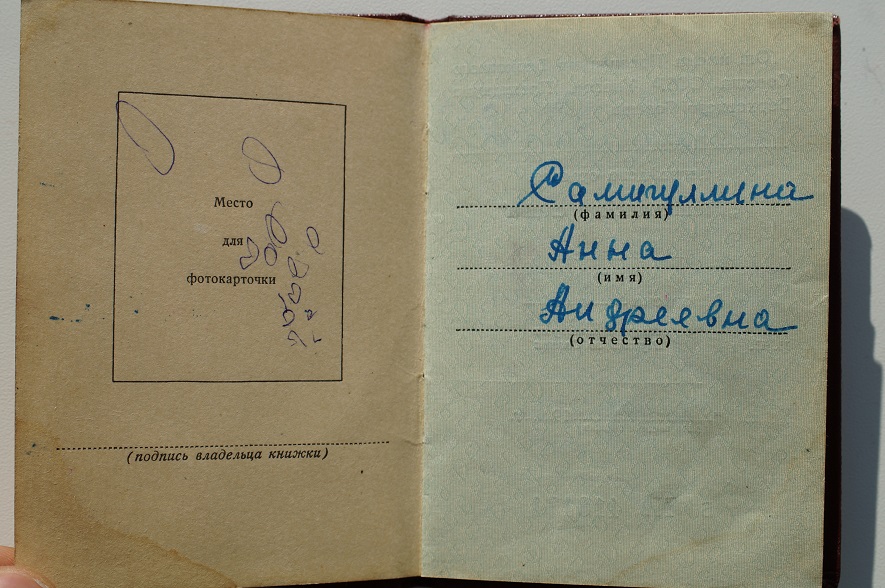 Место
для
фотокарточки
(подпись владельца книжки)
Самигуллина
(фамилия)
Анна
(имя)
Андреевна
(отчество)